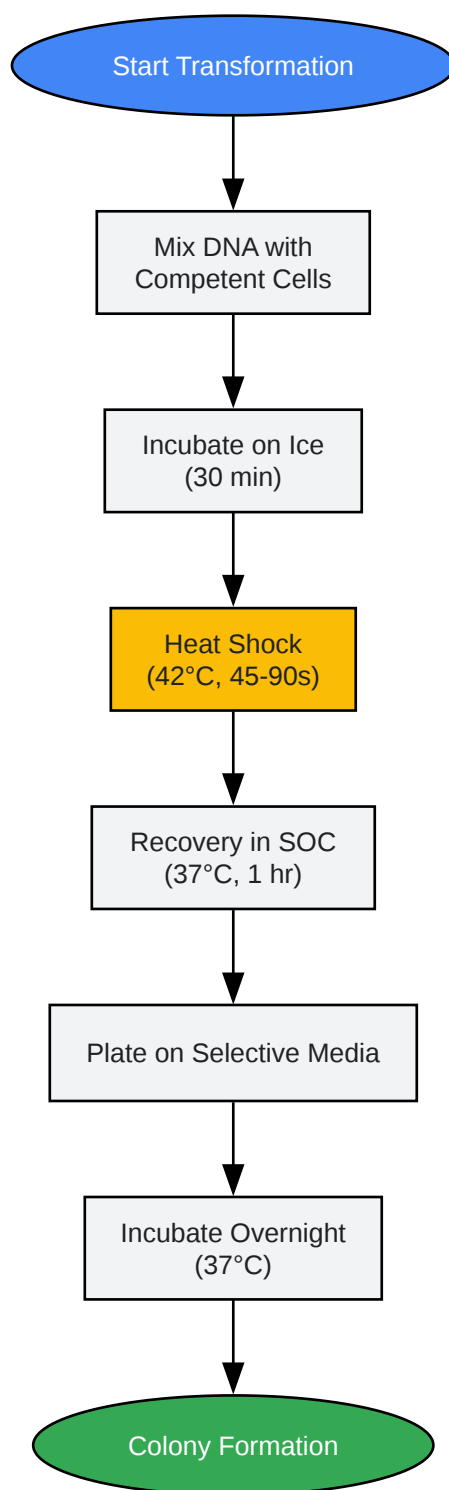 Start Transformation
Mix DNA with
Competent Cells
Incubate on Ice
(30 min)
Heat Shock
(42°C, 45-90s)
Recovery in SOC
(37°C, 1 hr)
Plate on Selective Media
Incubate Overnight
(37°C)
Colony Formation